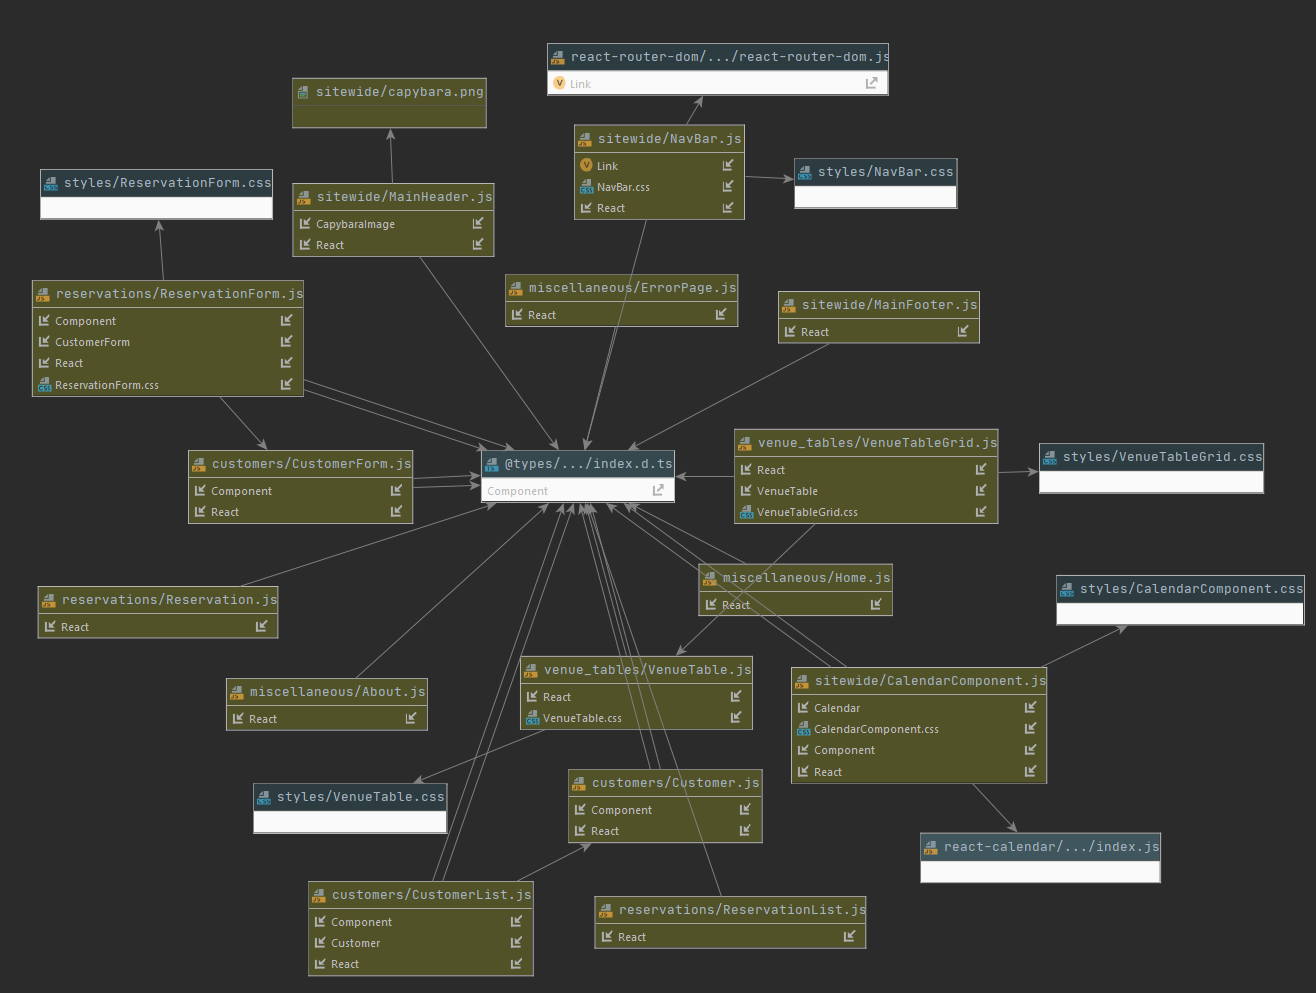 react-router-dom/.../react-router-dom.js
Link
sitewide/capybara.png
sitewide/NavBar.js
Link
NavBar.css
React
styles/NavBar.css
styles/ReservationForm.css
sitewide/MainHeader.js
CapybaraImage
React
reservations/ReservationForm.js
Component
CustomerForm
React
ReservationForm.css
miscellaneous/ErrorPage.js
React
sitewide/MainFooter.js
React
customers/CustomerForm.js
Component
React
@types/.../index.d.ts
Component
venue_tables/VenueTableGrid.js
React
VenueTable
VenueTableGrid.css
styles/VenueTableGrid.css
reservations/Reservation.js
React
miscellaneous/Home.js
React
styles/CalendarComponent.css
miscellaneous/About.js
React
venue_tables/VenueTable.js
React
VenueTable.css
sitewide/CalendarComponent.js
Calendar
CalendarComponent.css
Component
React
styles/VenueTable.css
customers/Customer.js
Component
React
react-calendar/.../index.js
customers/CustomerList.js
Component
Customer
React
reservations/ReservationList.js
React